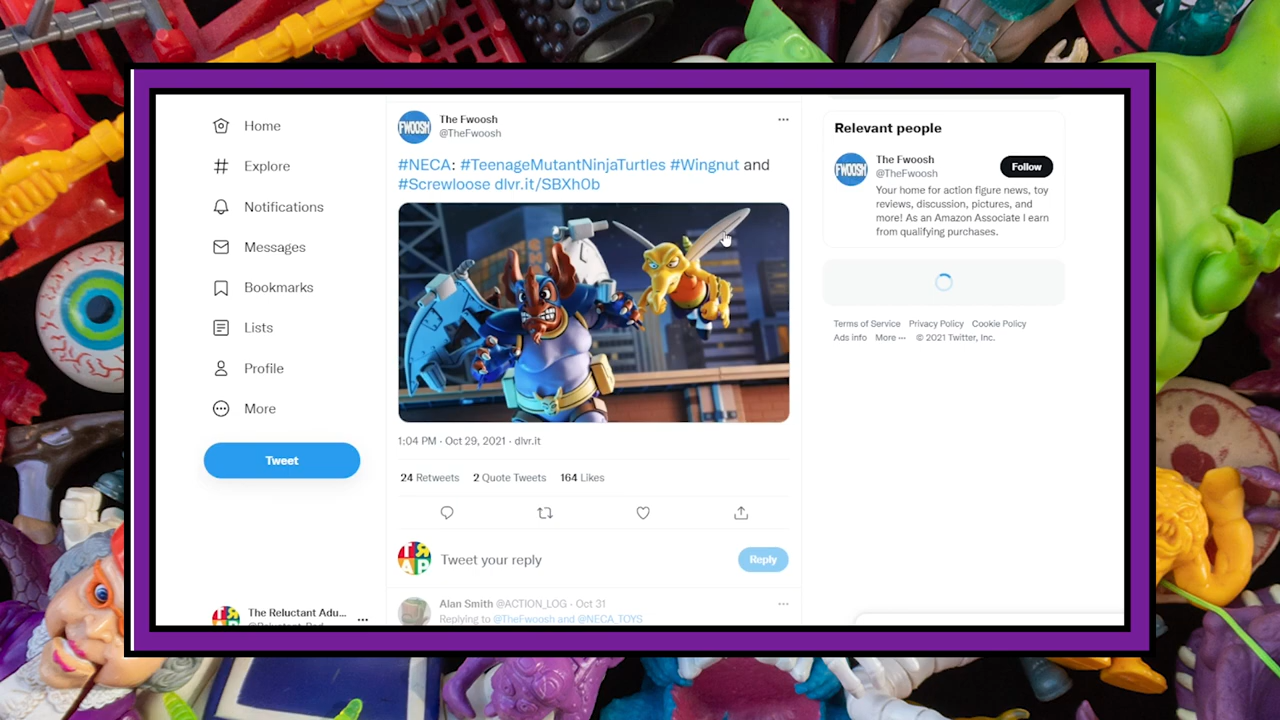 Home
Explore
Notifications
Messages
Bookmarks
Lists
Profile
More
Tweet
The Reluctant Adu...
FWOOSH
The Fwoosh
@TheFwoosh
#NECA: #TeenageMutantNinjaTurtles #Wingnut and
#Screwloose dlvr.it/SBXh0b
1:04 PM · Oct 29, 2021 · dlvr.it
24 Retweets 2 Quote Tweets 164 Likes
TR
AP
Tweet your reply
Reply
Alan Smith @ACTION_LOG · Oct 31
Replying to @TheFwoosh and @NECA_TOYS
Relevant people
FWOOSH
The Fwoosh
@TheFwoosh
Follow
Your home for action figure news, toy
reviews, discussion, pictures, and
more! As an Amazon Associate I earn
from qualifying purchases.
Terms of Service Privacy Policy Cookie Policy
Ads info More ··· © 2021 Twitter, Inc.